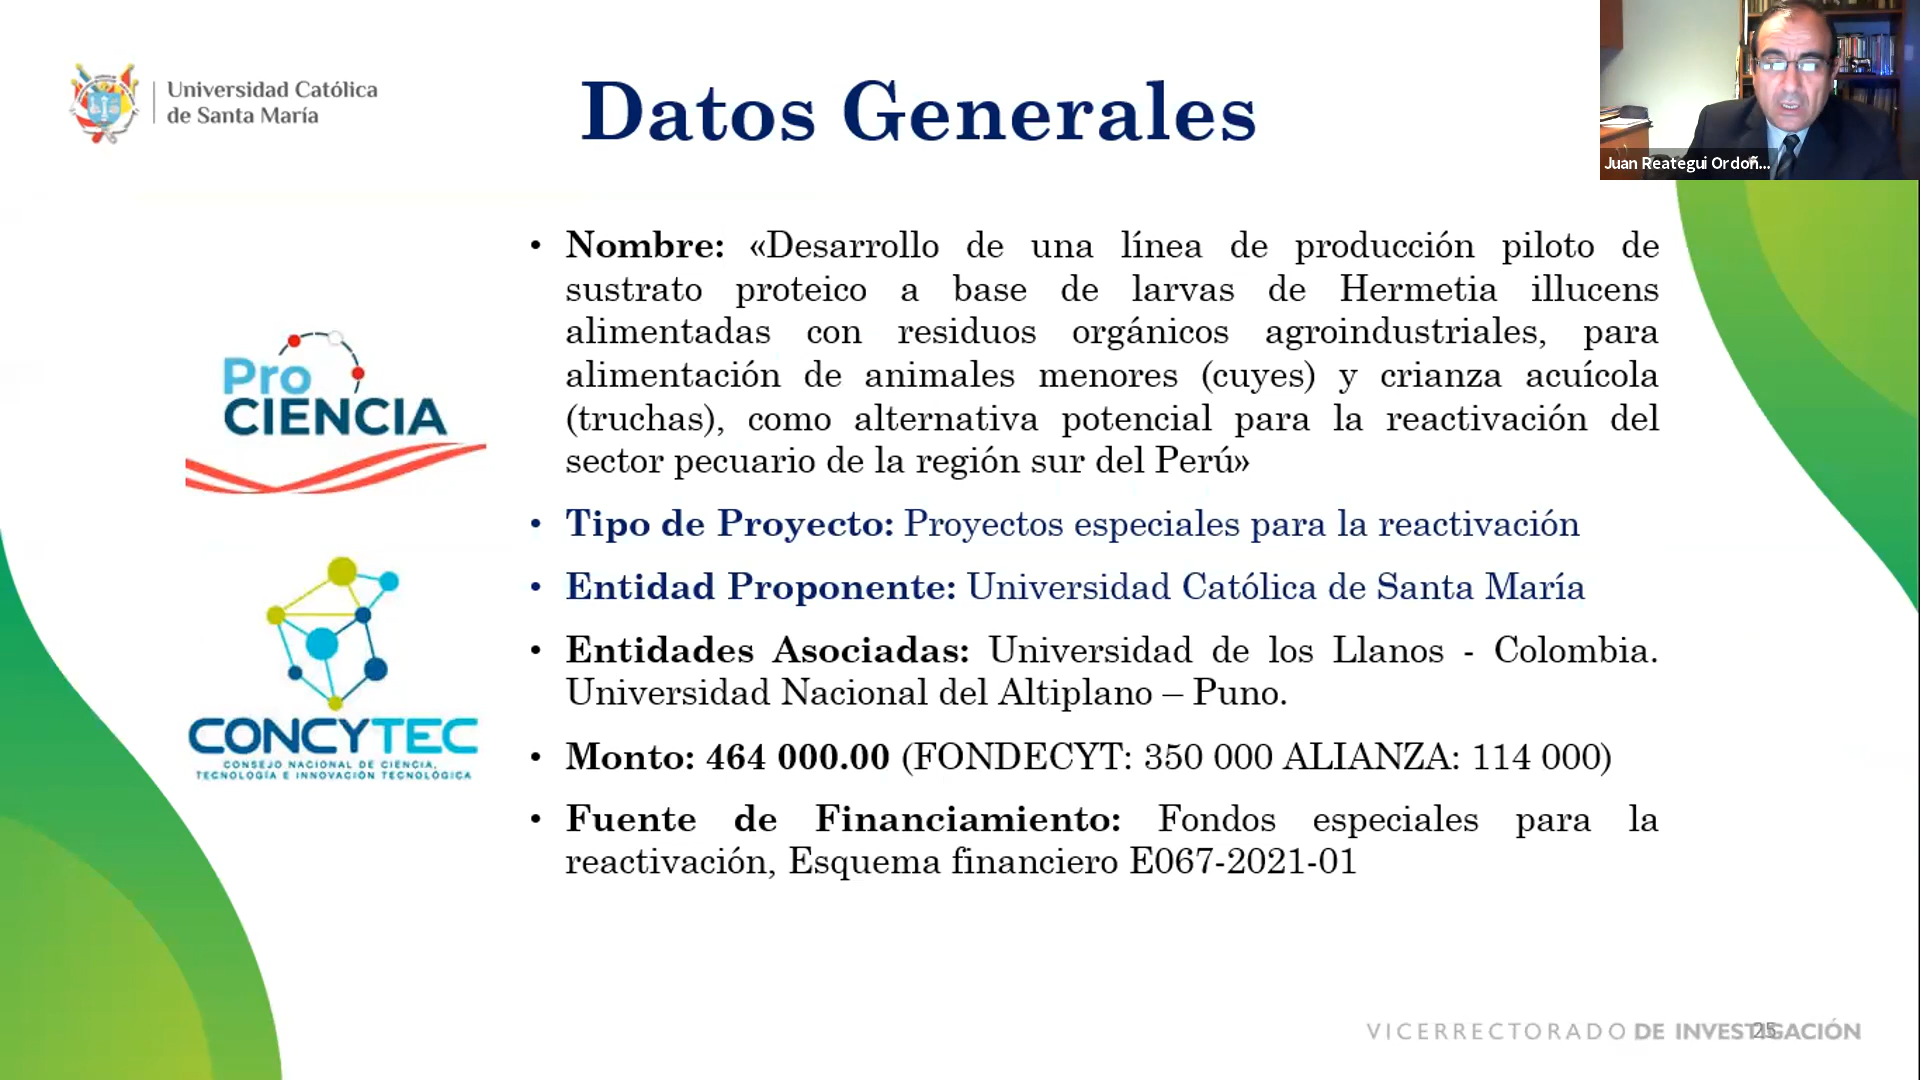 Universidad Católica
de Santa María
Datos Generales
Juan Reategui Ordoñ...
• Nombre: «Desarrollo de una línea de producción piloto de
sustrato proteico a base de larvas de Hermetia illucens
alimentadas con residuos orgánicos agroindustriales, para
alimentación de animales menores (cuyes) y crianza acuícola
(truchas), como alternativa potencial para la reactivación del
sector pecuario de la región sur del Perú»
• Tipo de Proyecto: Proyectos especiales para la reactivación
• Entidad Proponente: Universidad Católica de Santa María
• Entidades Asociadas: Universidad de los Llanos - Colombia.
Universidad Nacional del Altiplano – Puno.
• Monto: 464 000.00 (FONDECYT: 350 000 ALIANZA: 114 000)
• Fuente de Financiamiento: Fondos especiales para la
reactivación, Esquema financiero E067-2021-01
Pro
CIENCIA
CONCYTEC
CONSEJO NACIONAL DE CIENCIA,
TECNOLOGÍA E INNOVACIÓN TECNOLÓGICA
VICERRECTORADO DE INVESTIGACIÓN
25